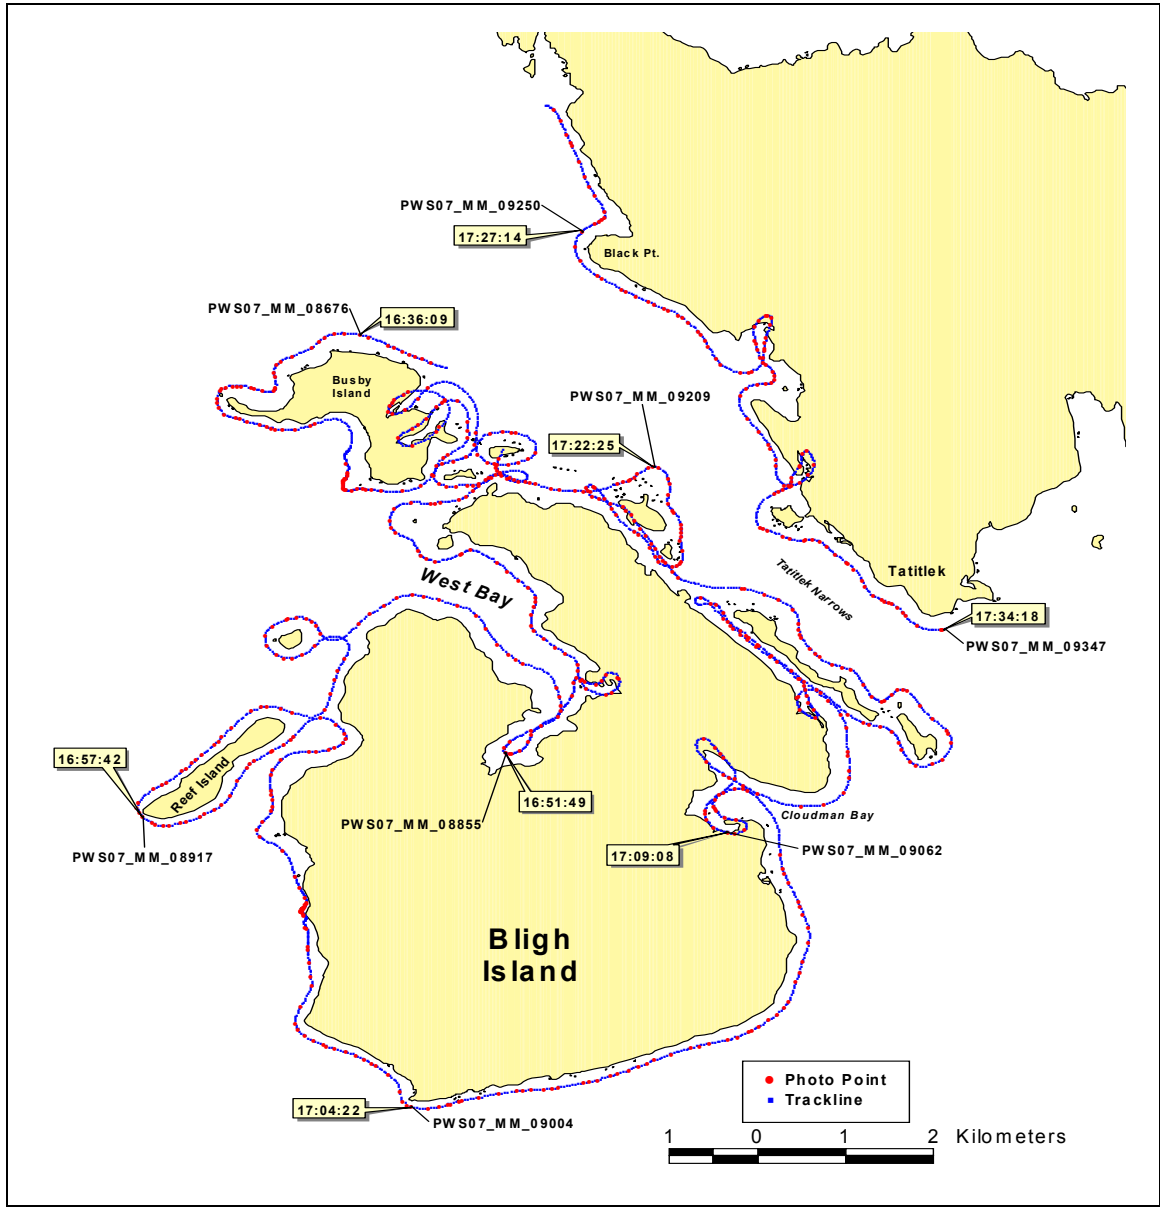 PWS07_MM_09250
17:27:14
Black Pt.
PWS07_MM_08676
16:36:09
Busby
Island
PWS07_MM_09209
17:22:25
West Bay
Tatitlek Narrows
Tatitlek
17:34:18
PWS07_MM_09347
16:57:42
Reef Island
PWS07_MM_08917
16:51:49
PWS07_MM_08855
Cloudman Bay
17:09:08
PWS07_MM_09062
Bligh
Island
17:04:22
PWS07_MM_09004
Photo Point
Trackline
1 0 1 2 Kilometers